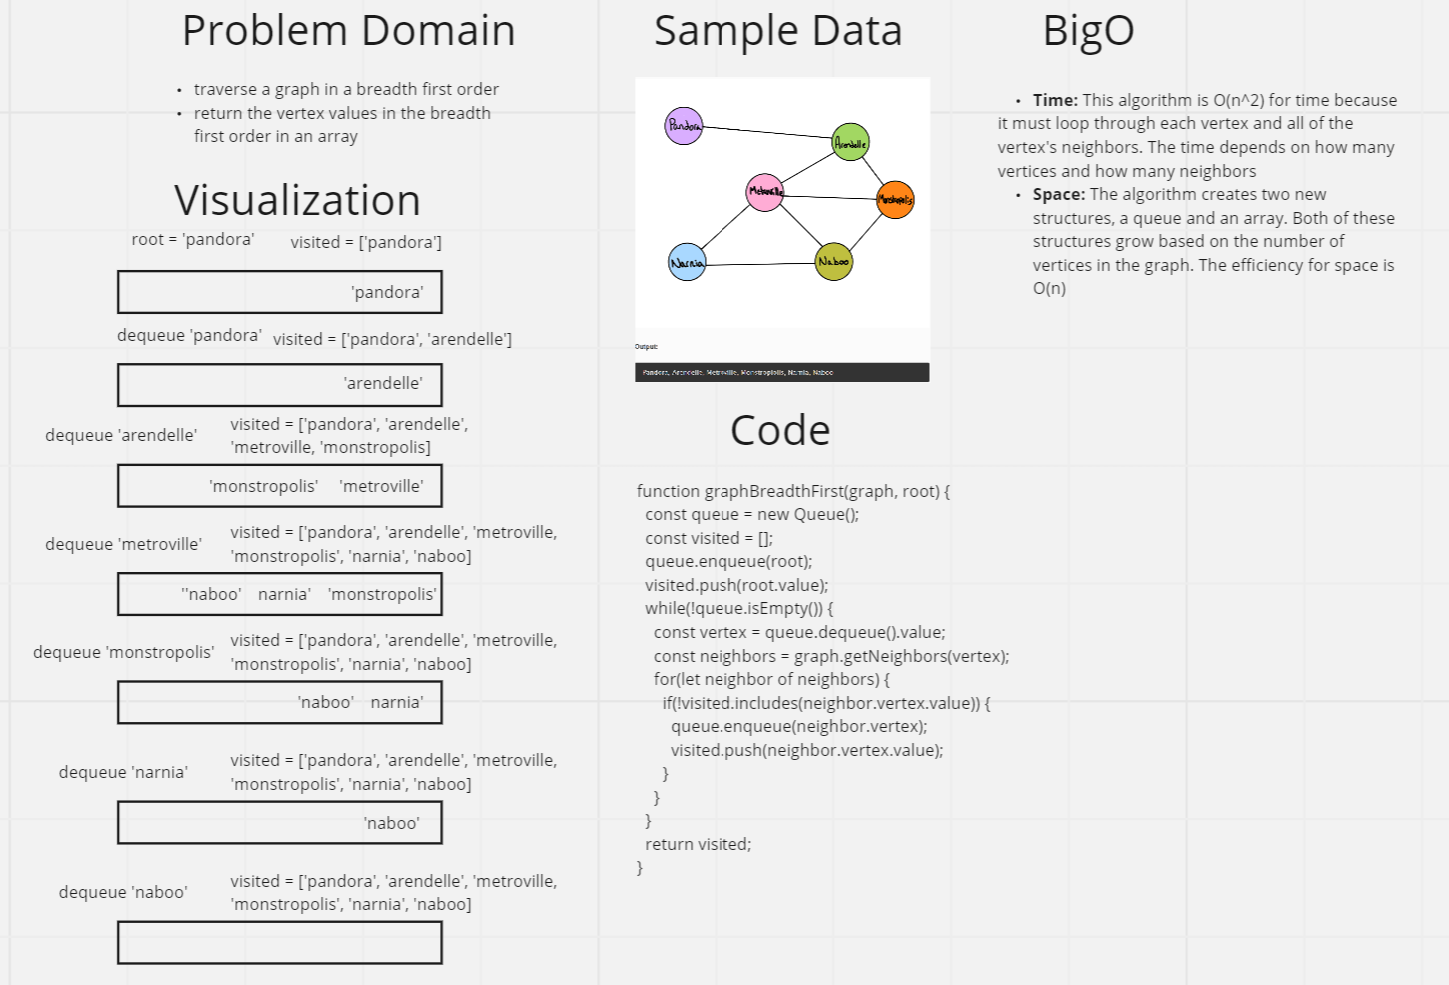 Problem Domain
• traverse a graph in a breadth first order
• return the vertex values in the breadth
first order in an array
Visualization
root = 'pandora' visited = ['pandora']
'pandora'
dequeue 'pandora' visited = ['pandora', 'arendelle']
'arendelle'
dequeue 'arendelle'
visited = ['pandora', 'arendelle',
'metroville, 'monstropolis]
'monstropolis' 'metroville'
dequeue 'metroville'
visited = ['pandora', 'arendelle', 'metroville,
'monstropolis', 'narnia', 'naboo]
''naboo' narnia' 'monstropolis'
dequeue 'monstropolis'
visited = ['pandora', 'arendelle', 'metroville,
'monstropolis', 'narnia', 'naboo]
'naboo' narnia'
dequeue 'narnia'
visited = ['pandora', 'arendelle', 'metroville,
'monstropolis', 'narnia', 'naboo]
'naboo'
dequeue 'naboo'
visited = ['pandora', 'arendelle', 'metroville,
'monstropolis', 'narnia', 'naboo]
Sample Data
Pandora
Arendelle
Metroville
Monstropolis
Narnia
Naboo
Output:
Pandora, Arendelle, Metroville, Monstroplolis, Narnia, Naboo
Code
function graphBreadthFirst(graph, root) {
const queue = new Queue();
const visited = [];
queue.enqueue(root);
visited.push(root.value);
while(!queue.isEmpty()) {
const vertex = queue.dequeue().value;
const neighbors = graph.getNeighbors(vertex);
for(let neighbor of neighbors) {
if(!visited.includes(neighbor.vertex.value)) {
queue.enqueue(neighbor.vertex);
visited.push(neighbor.vertex.value);
}
}
}
return visited;
}
BigO
• Time: This algorithm is O(n^2) for time because
it must loop through each vertex and all of the
vertex's neighbors. The time depends on how many
vertices and how many neighbors
• Space: The algorithm creates two new
structures, a queue and an array. Both of these
structures grow based on the number of
vertices in the graph. The efficiency for space is
O(n)